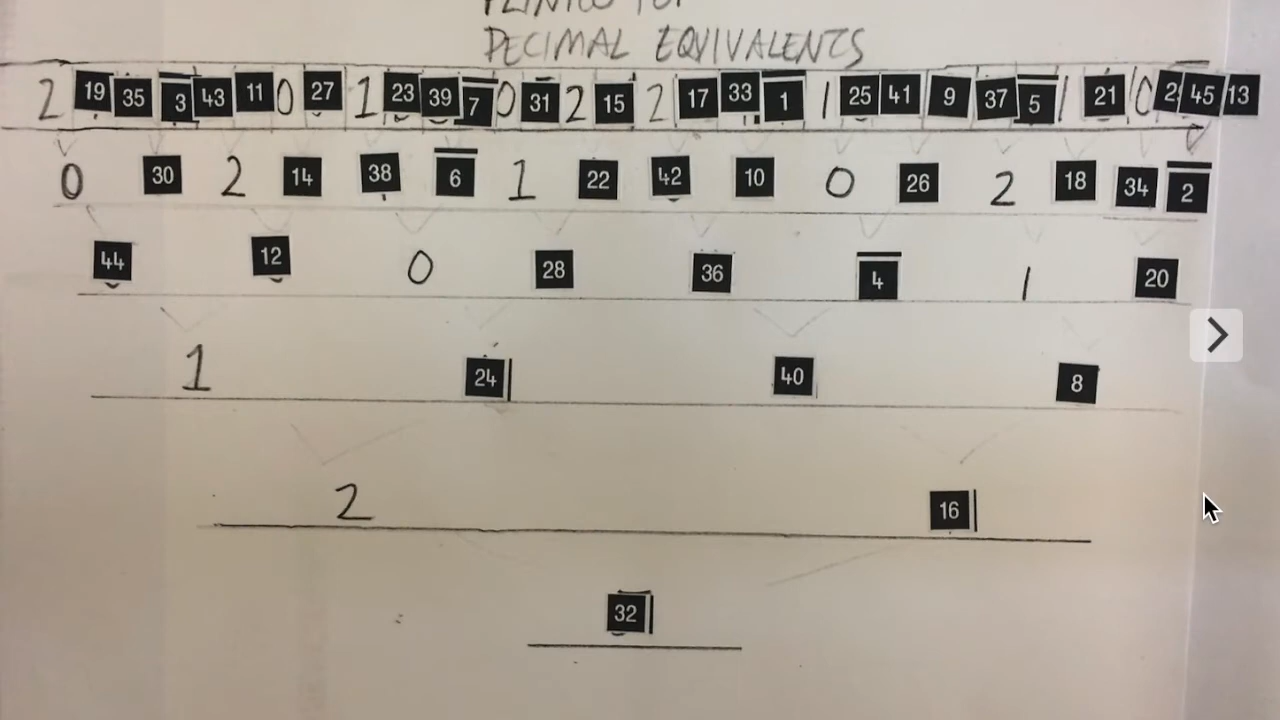 DECIMAL EQUIVALENTS
2 19 35 3 43 11 0 27 1 23 39 7 0 31 2 15 2 17 33 1 1 25 41 9 37 5 1 21 0 45 13
0 30 2 14 38 6 1 22 42 10 0 26 2 18 34 2
44 12 0 28 36 4 1 20
1 24 40 8
2 16
32